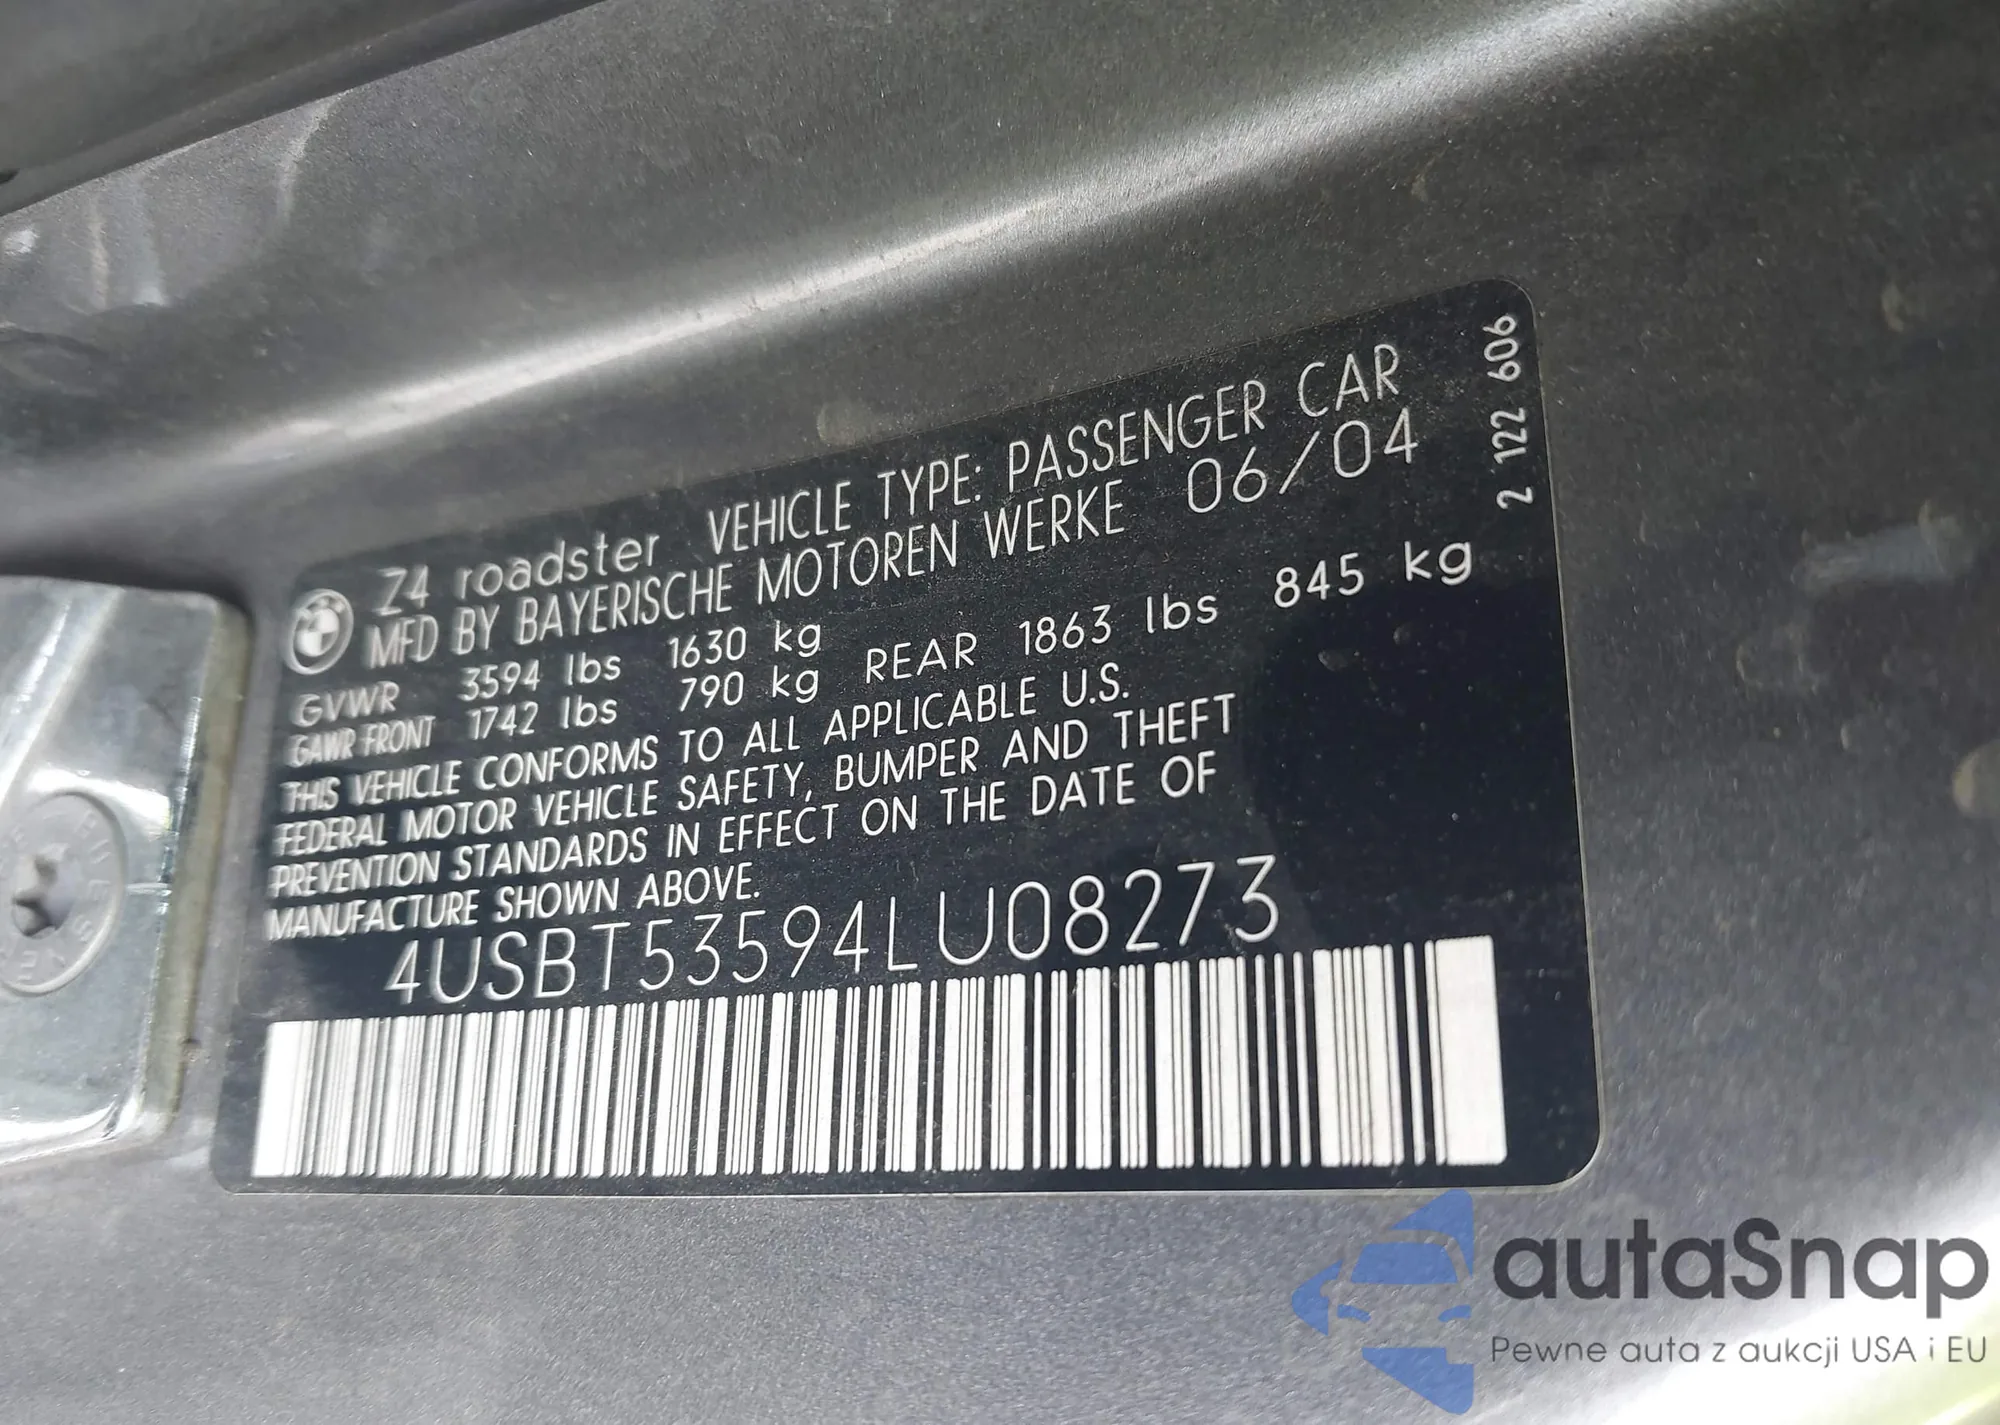 Z4 roadster VEHICLE TYPE: PASSENGER CAR
MFD BY BAYERISCHE MOTOREN WERKE 06/04
GVWR 3594 lbs 1630 kg
GAWR FRONT 1742 lbs 790 kg REAR 1863 lbs 845 kg
THIS VEHICLE CONFORMS TO ALL APPLICABLE U.S.
FEDERAL MOTOR VEHICLE SAFETY, BUMPER AND THEFT
PREVENTION STANDARDS IN EFFECT ON THE DATE OF
MANUFACTURE SHOWN ABOVE.
4USBT53594LU08273
2 122 606
autaSnap
Pewne auta z aukcji USA i EU